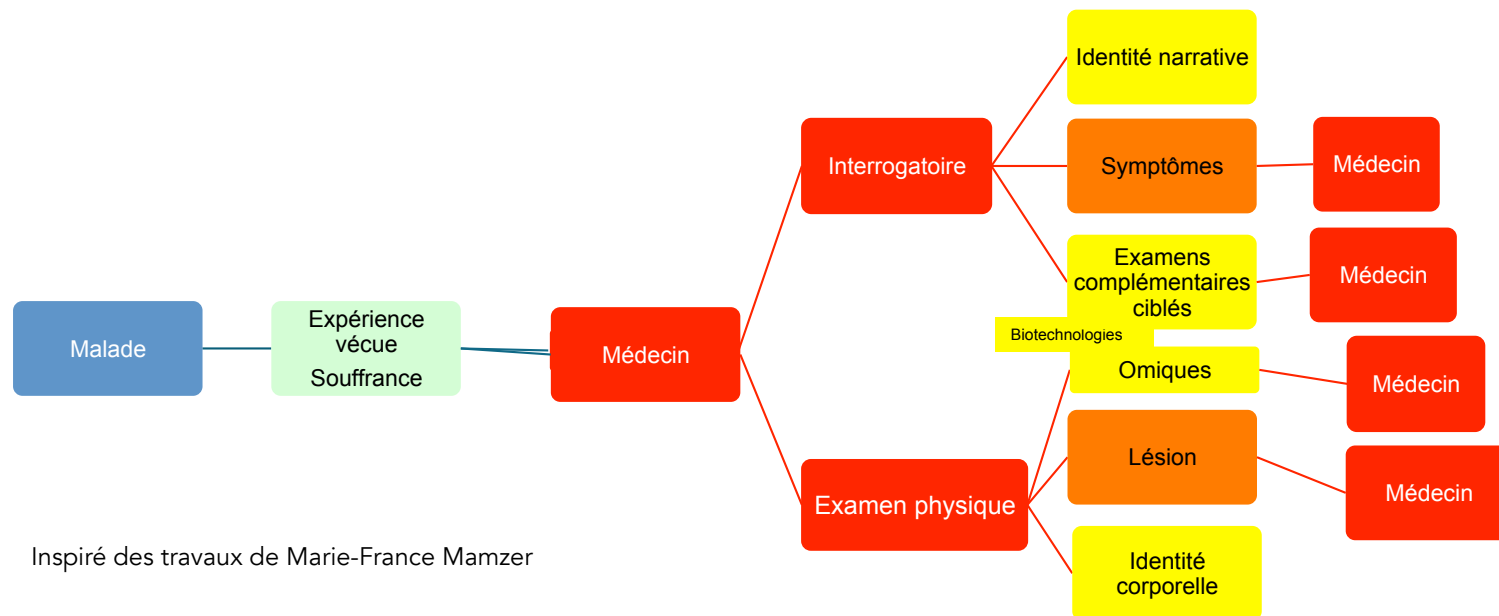 Identité narrative
Interrogatoire
Symptômes
Médecin
Examens
complémentaires
ciblés
Médecin
Malade
Expérience
vécue
Souffrance
Médecin
Biotechnologies
Omiques
Médecin
Lésion
Médecin
Examen physique
Identité
corporelle
Inspiré des travaux de Marie-France Mamzer